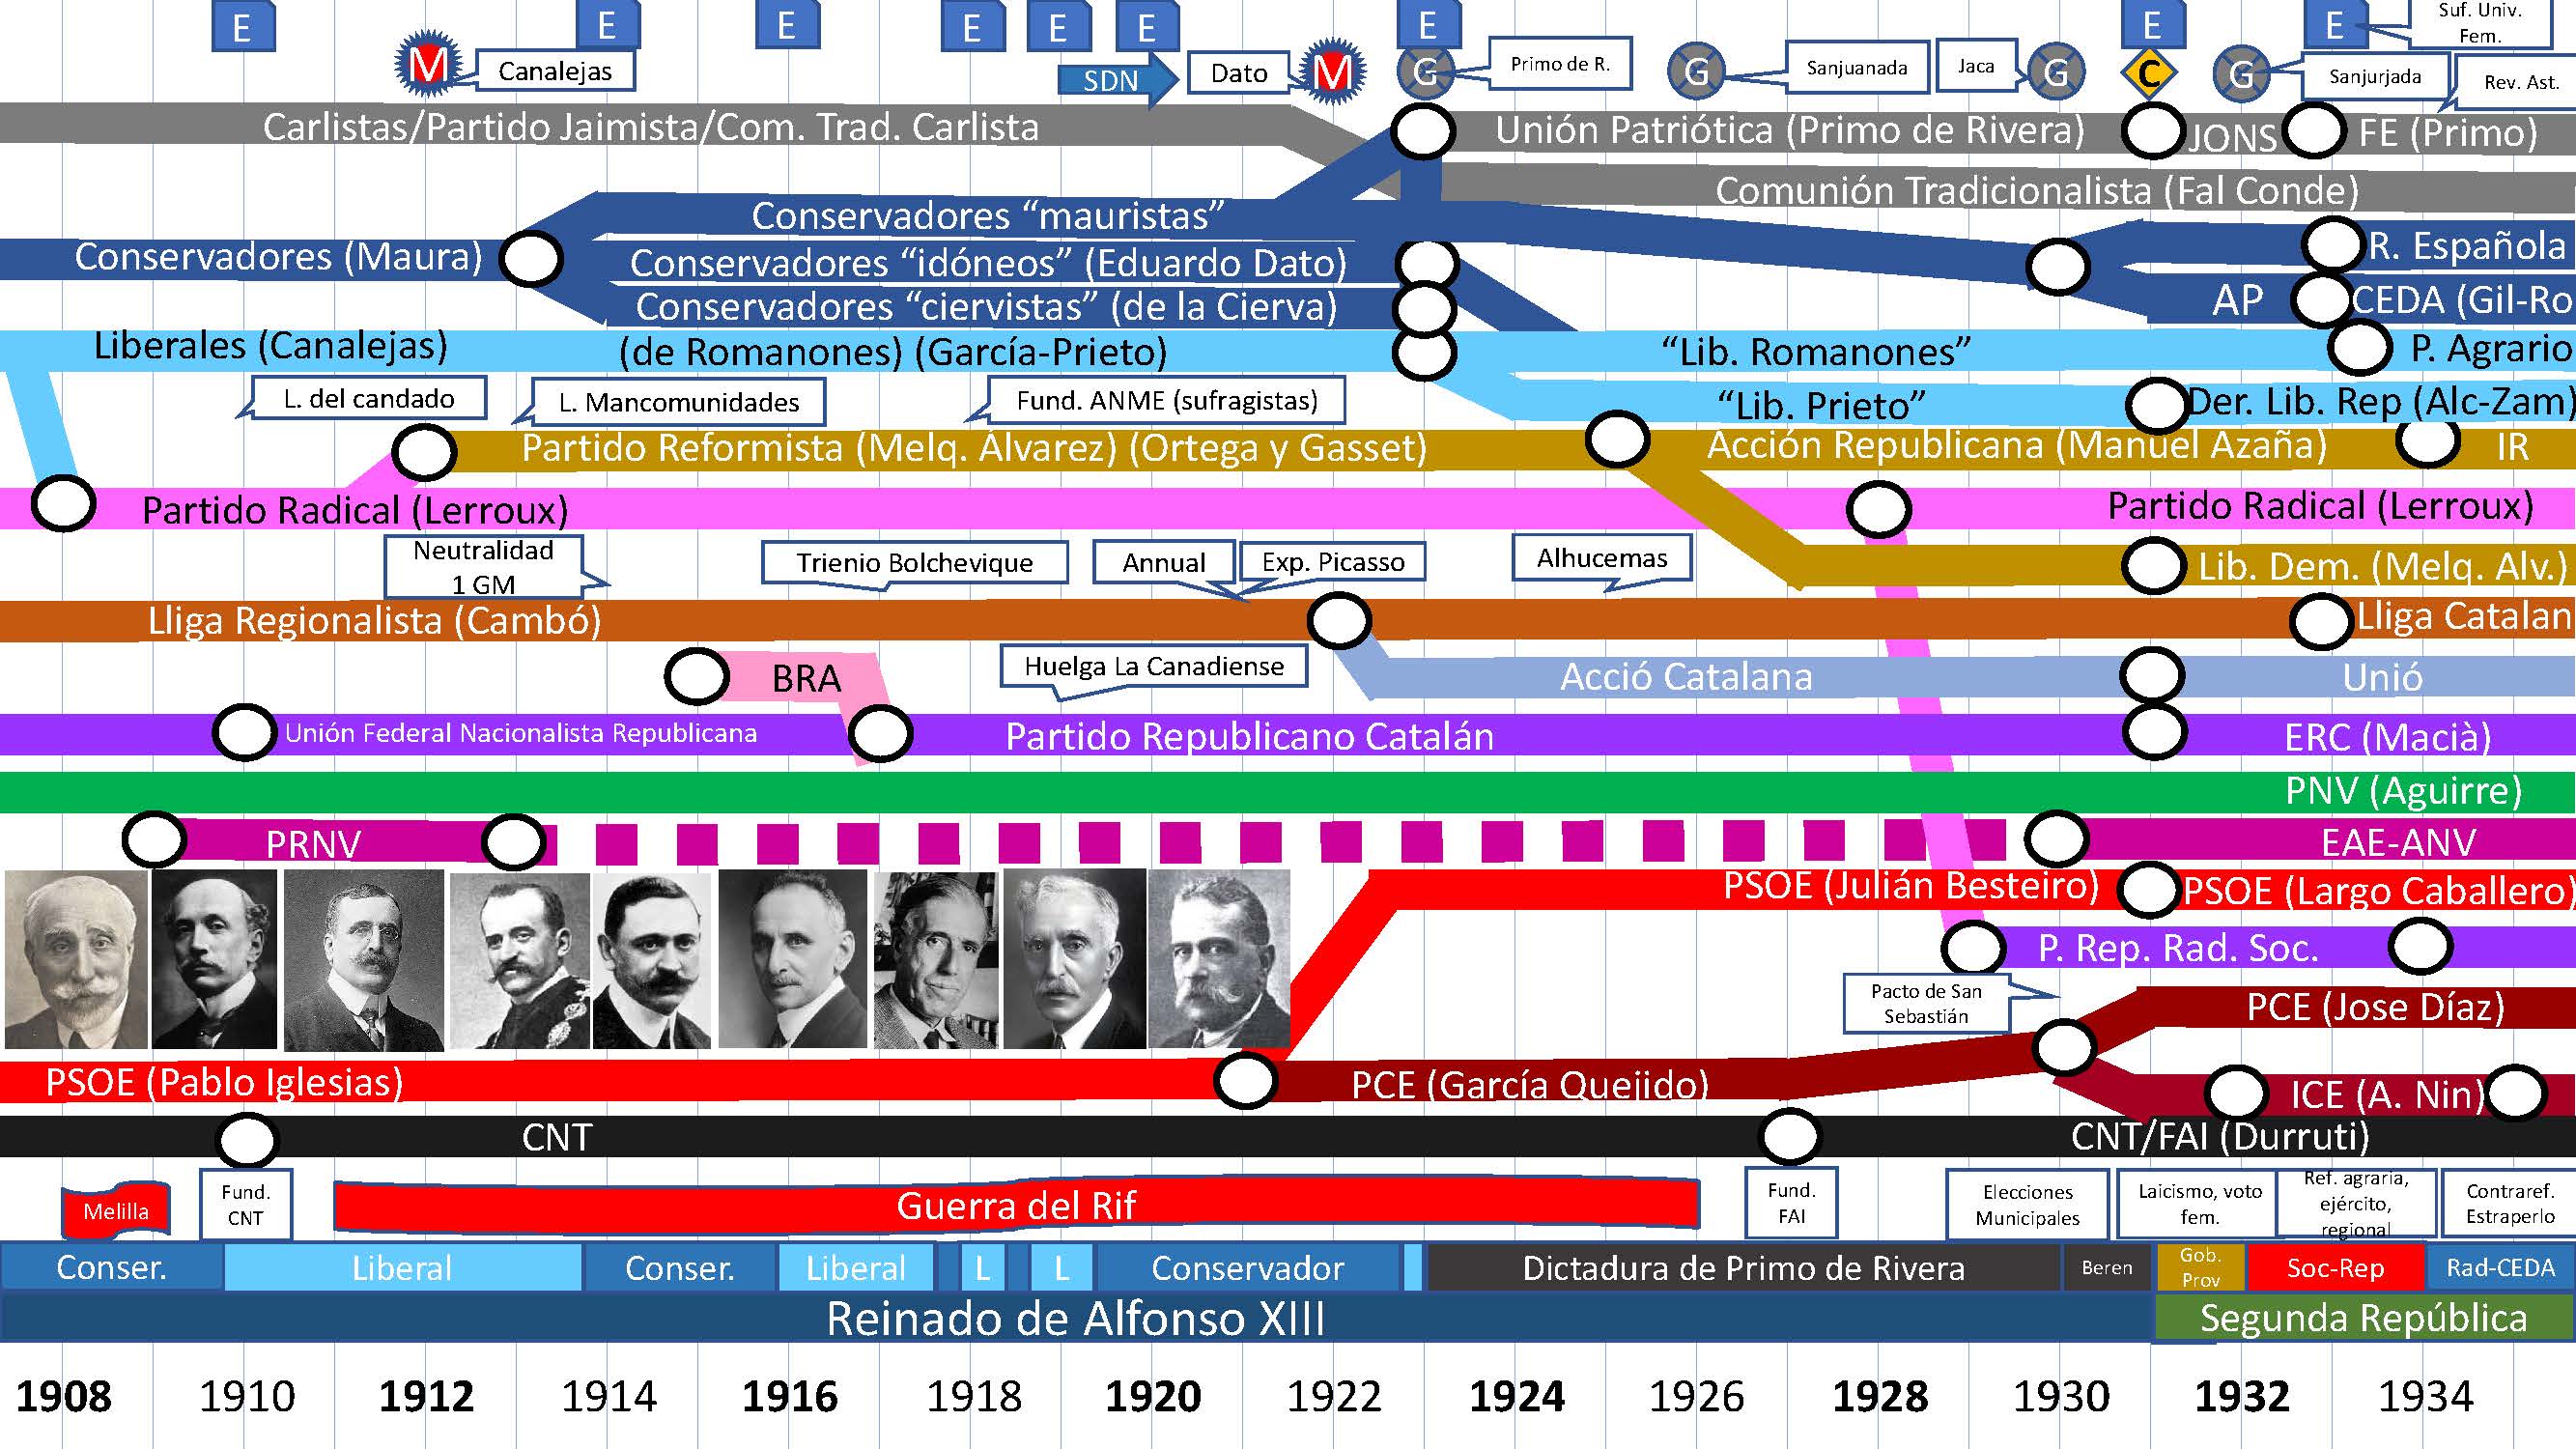 E E E E E E E E E
Suf. Univ.
Fem.
M
Canalejas
SDN
Dato
M
G
Primo de R.
G
Sanjuanada
Jaca
G
C
G
Sanjurjada
Rev. Ast.
Carlistas/Partido Jaimista/Com. Trad. Carlista
Unión Patriótica (Primo de Rivera)
JONS
FE (Primo)
Comunión Tradicionalista (Fal Conde)
Conservadores “mauristas”
Conservadores (Maura)
Conservadores “idóneos” (Eduardo Dato)
Conservadores “ciervistas” (de la Cierva)
R. Española
AP
CEDA (Gil-Ro
Liberales (Canalejas)
(de Romanones) (García-Prieto)
“Lib. Romanones”
P. Agrario
L. del candado
L. Mancomunidades
Fund. ANME (sufragistas)
“Lib. Prieto”
Der. Lib. Rep (Alc-Zam)
Partido Reformista (Melq. Álvarez) (Ortega y Gasset)
Acción Republicana (Manuel Azaña)
IR
Partido Radical (Lerroux)
Partido Radical (Lerroux)
Neutralidad
1 GM
Trienio Bolchevique
Annual
Exp. Picasso
Alhucemas
Lib. Dem. (Melq. Alv.)
Lliga Regionalista (Cambó)
Lliga Catalan
BRA
Huelga La Canadiense
Acció Catalana
Unió
Unión Federal Nacionalista Republicana
Partido Republicano Catalán
ERC (Macià)
PNV (Aguirre)
PRNV
EAE-ANV
PSOE (Julián Besteiro)
PSOE (Largo Caballero)
P. Rep. Rad. Soc.
Pacto de San
Sebastián
PCE (Jose Díaz)
PSOE (Pablo Iglesias)
PCE (García Quejido)
ICE (A. Nin)
CNT
CNT/FAI (Durruti)
Melilla
Fund.
CNT
Guerra del Rif
Fund.
FAI
Elecciones
Municipales
Laicismo, voto
fem.
Ref. agraria,
ejército,
regional
Contraref.
Estraperlo
Conser.
Liberal
Conser.
Liberal
L
L
Conservador
Dictadura de Primo de Rivera
Beren
Gob.
Prov
Soc-Rep
Rad-CEDA
Reinado de Alfonso XIII
Segunda República
1908 1910 1912 1914 1916 1918 1920 1922 1924 1926 1928 1930 1932 1934